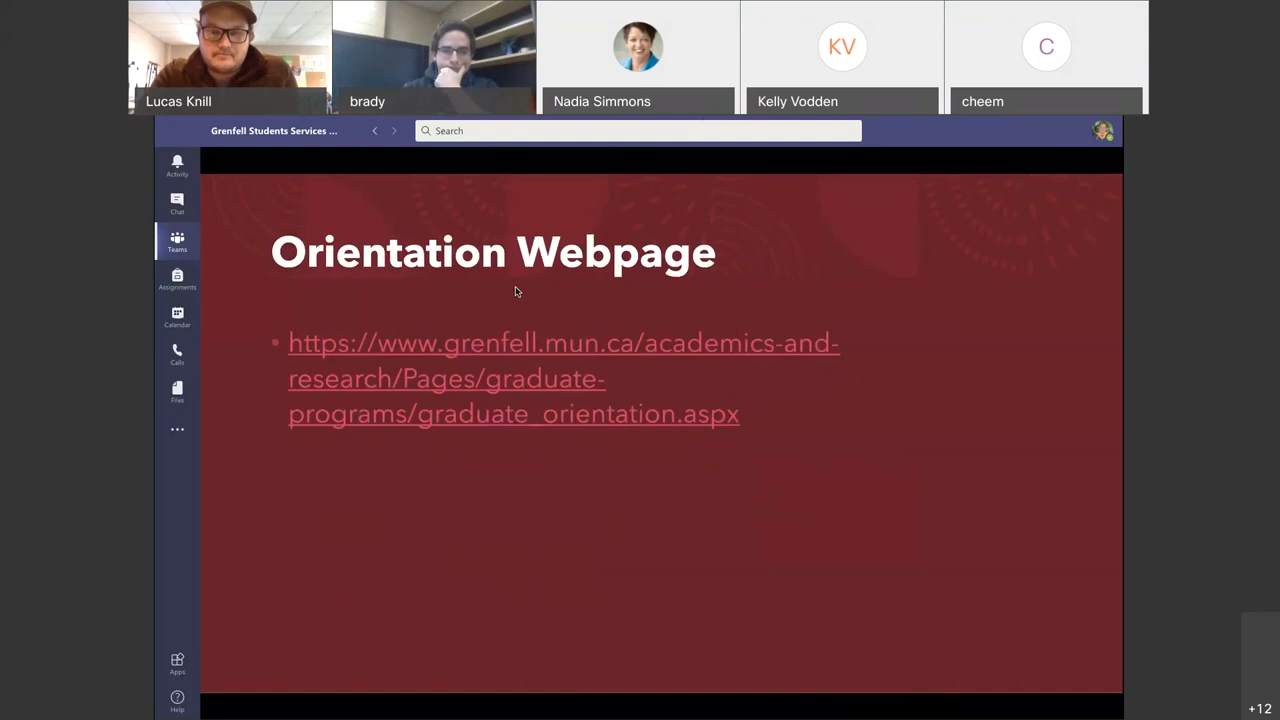 KV
C
Lucas Knill
brady
Nadia Simmons
Kelly Vodden
cheem
Grenfell Students Services ...
Search
Activity
Chat
Teams
Assignments
Calendar
Calls
Files
Apps
Help
Orientation Webpage
• https://www.grenfell.mun.ca/academics-and-
research/Pages/graduate-
programs/graduate_orientation.aspx
+12